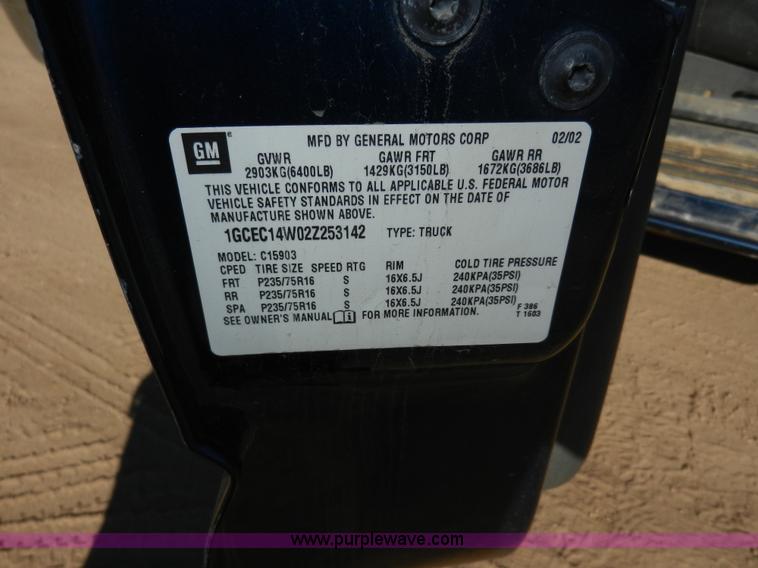 GM ® MFD BY GENERAL MOTORS CORP 02/02
GVWR GAWR FRT GAWR RR
2903KG(6400LB) 1429KG(3150LB) 1672KG(3686LB)
THIS VEHICLE CONFORMS TO ALL APPLICABLE U.S. FEDERAL MOTOR
VEHICLE SAFETY STANDARDS IN EFFECT ON THE DATE OF
MANUFACTURE SHOWN ABOVE.
1GCEC14W02Z253142 TYPE: TRUCK
MODEL: C15903
CPED TIRE SIZE SPEED RTG RIM COLD TIRE PRESSURE
FRT P235/75R16 S 16X6.5J 240KPA(35PSI)
RR P235/75R16 S 16X6.5J 240KPA(35PSI)
SPA P235/75R16 S 16X6.5J 240KPA(35PSI) F 386
SEE OWNER'S MANUAL FOR MORE INFORMATION. T 1603
www.purplewave.com